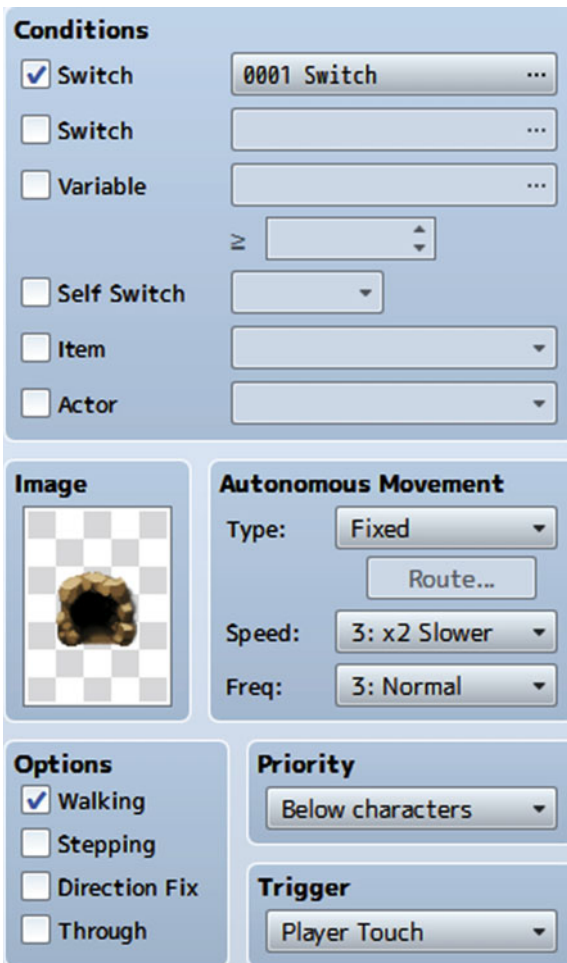 Conditions
Switch 0001 Switch ...
Switch ...
Variable ...
≥
Self Switch
Item
Actor
Image
Autonomous Movement
Type: Fixed
Route...
Speed: 3: x2 Slower
Freq: 3: Normal
Options
Walking
Stepping
Direction Fix
Through
Priority
Below characters
Trigger
Player Touch